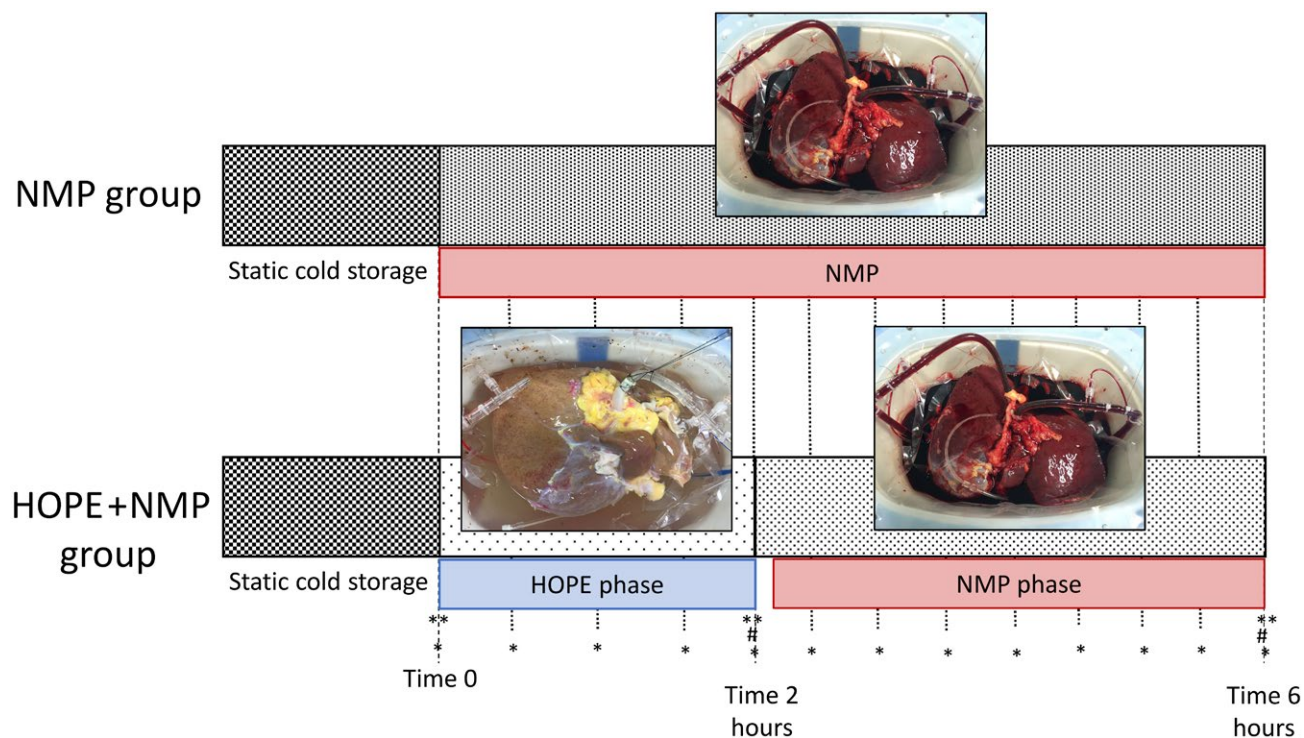 NMP group
Static cold storage
NMP
HOPE+NMP
group
Static cold storage
HOPE phase
NMP phase
** ** **
# #
* * * * * * * * * * * * *
Time 0
Time 2
hours
Time 6
hours